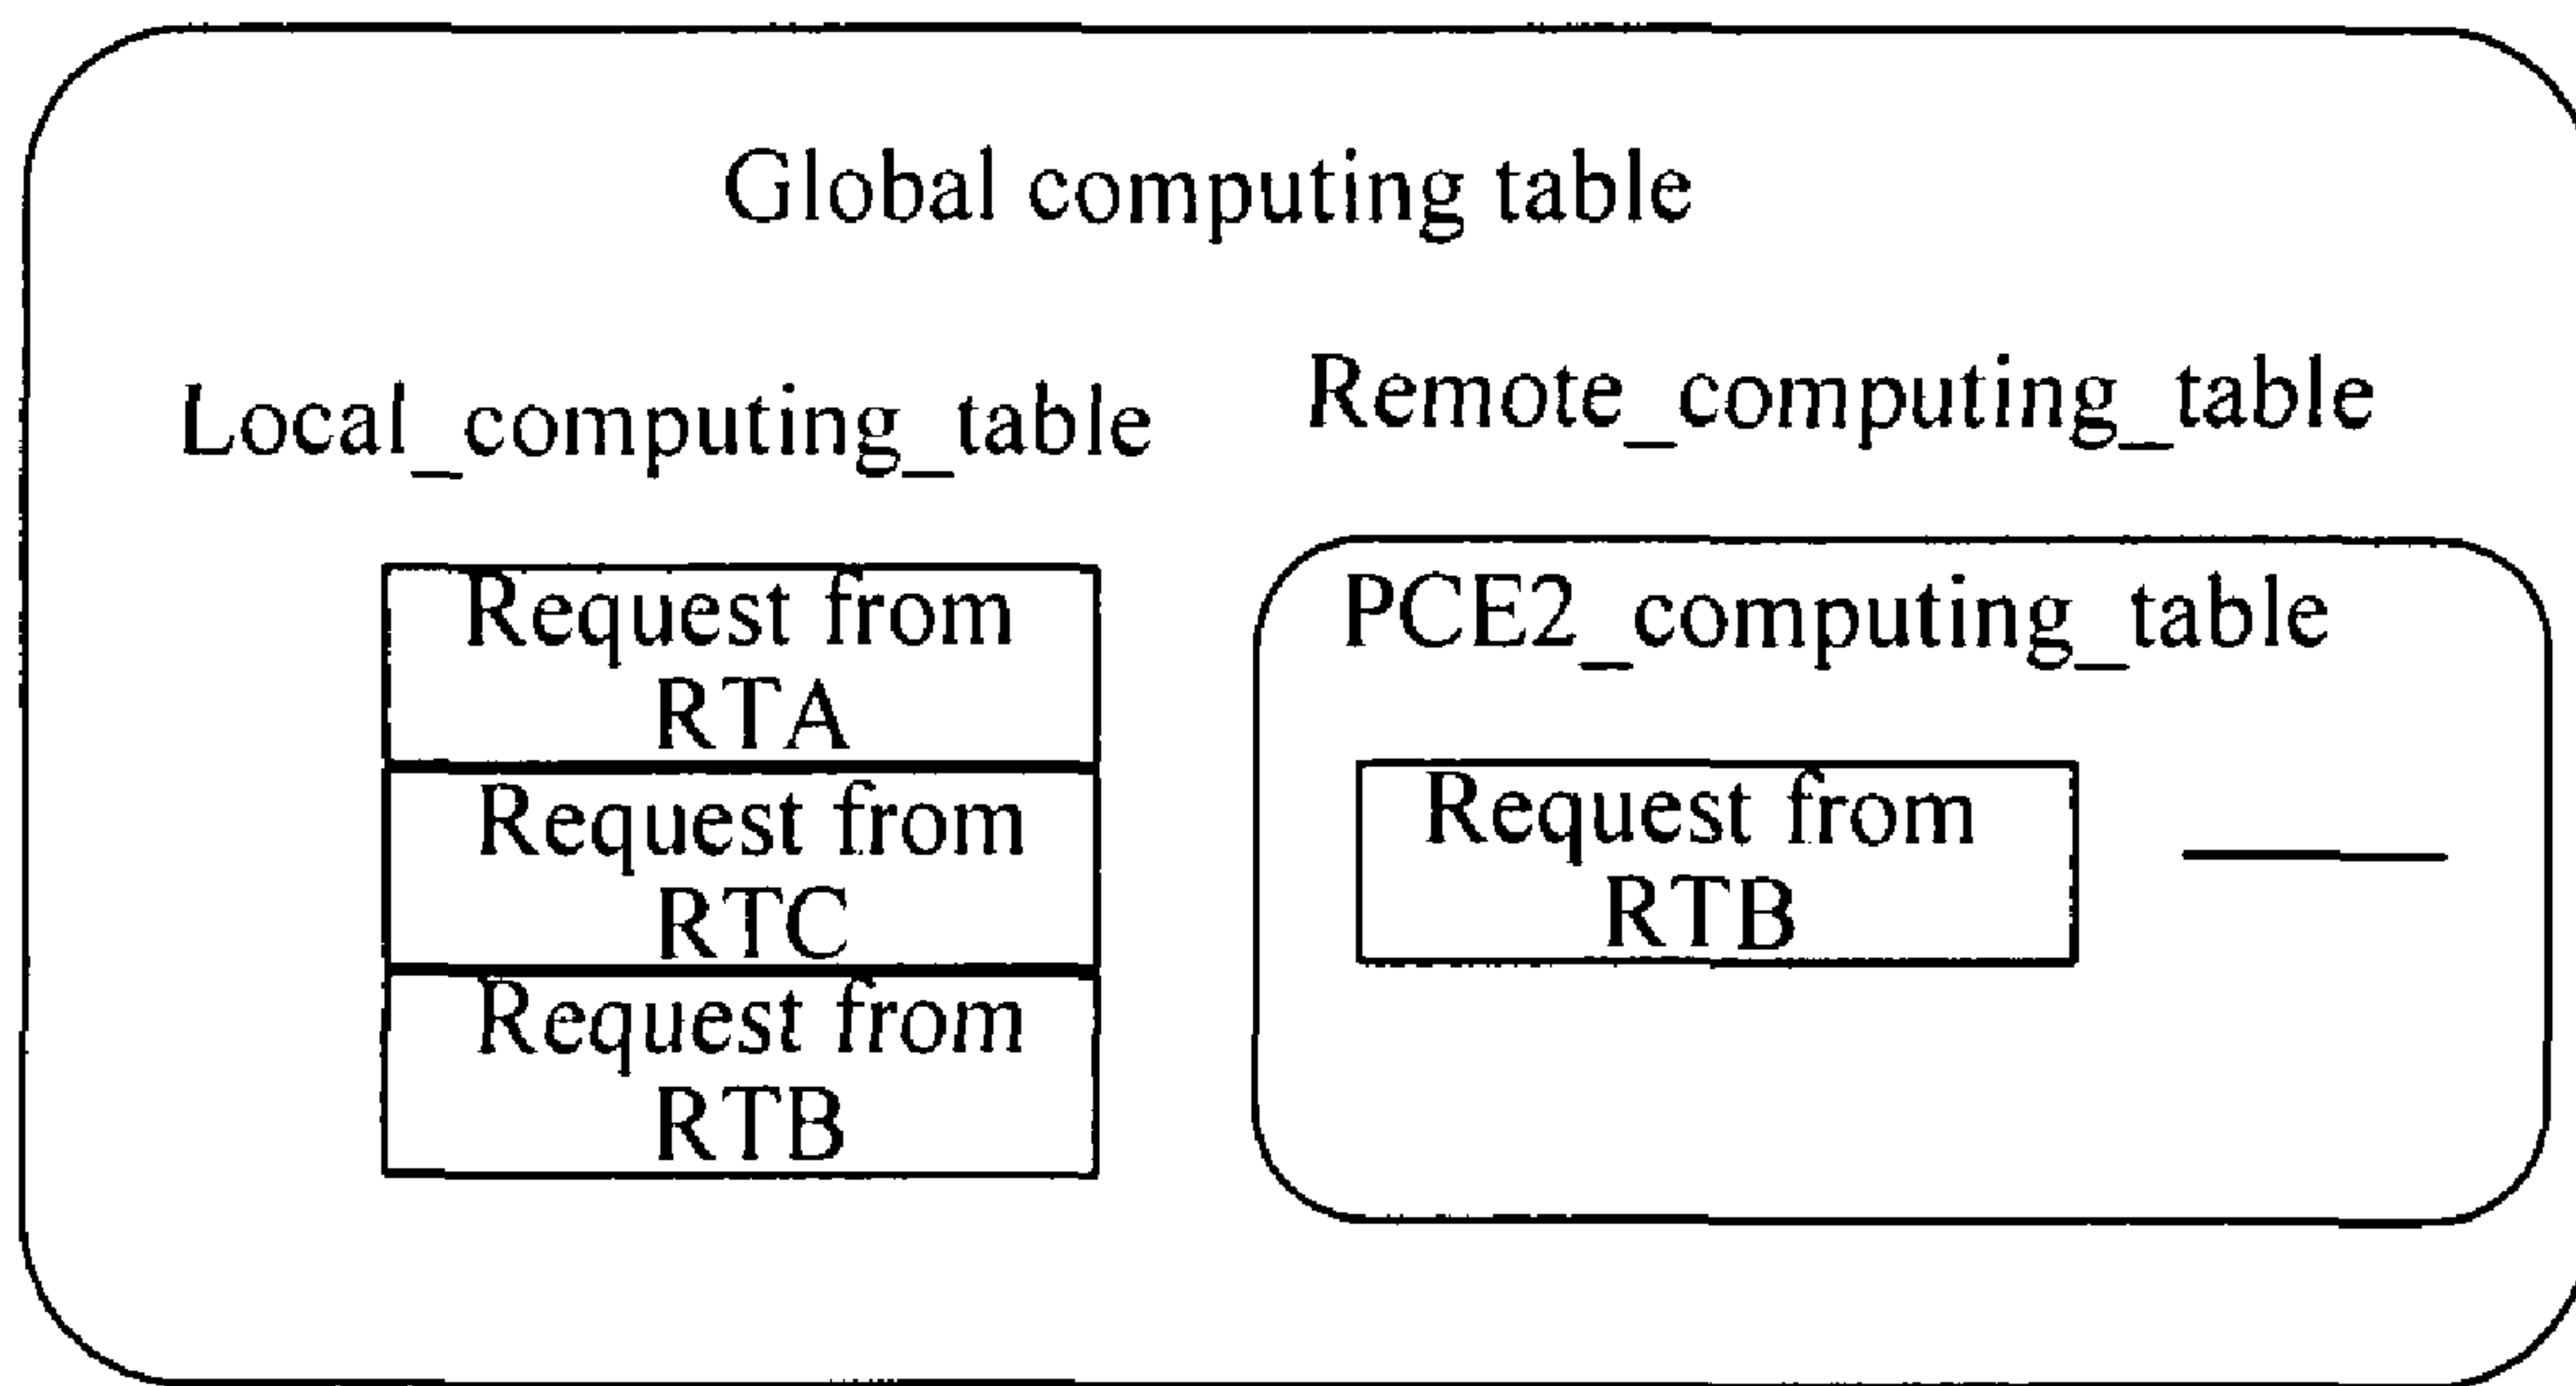 Global computing table
Local_computing_table
Request from
RTA
Request from
RTC
Request from
RTB
Remote_computing_table
PCE2_computing_table
Request from
RTB